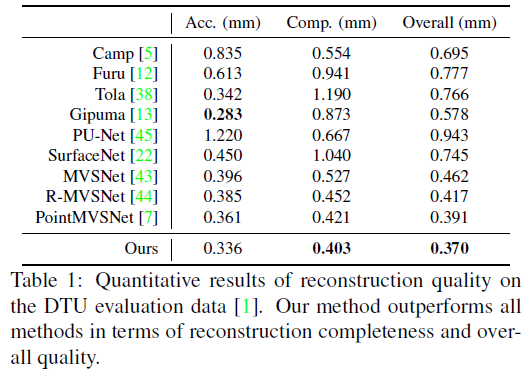 Acc. (mm) Comp. (mm) Overall (mm)
Camp [5] 0.835 0.554 0.695
Furu [12] 0.613 0.941 0.777
Tola [38] 0.342 1.190 0.766
Gipuma [13] 0.283 0.873 0.578
PU-Net [45] 1.220 0.667 0.943
SurfaceNet [22] 0.450 1.040 0.745
MVSNet [43] 0.396 0.527 0.462
R-MVSNet [44] 0.385 0.452 0.417
PointMVSNet [7] 0.361 0.421 0.391
Ours 0.336 0.403 0.370
Table 1: Quantitative results of reconstruction quality on
the DTU evaluation data [1]. Our method outperforms all
methods in terms of reconstruction completeness and over-
all quality.